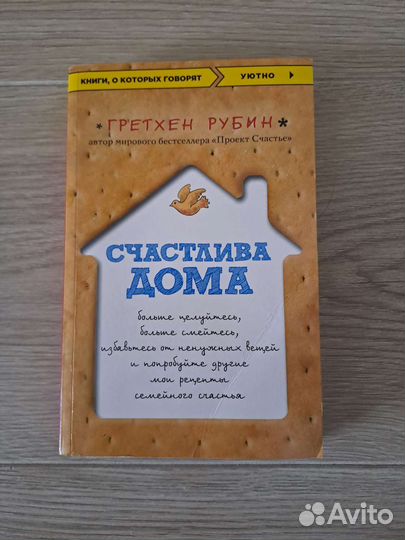 КНИГИ, О КОТОРЫХ ГОВОРЯТ УЮТНО
*ГРЕТХЕН РУБИН*
автор мирового бестселлера «Проект Счастье»
СЧАСТЛИВА
ДОМА
больше целуйтесь,
больше смейтесь,
избавьтесь от ненужных вещей
и попробуйте другие
мои рецепты
семейного счастья
Avito